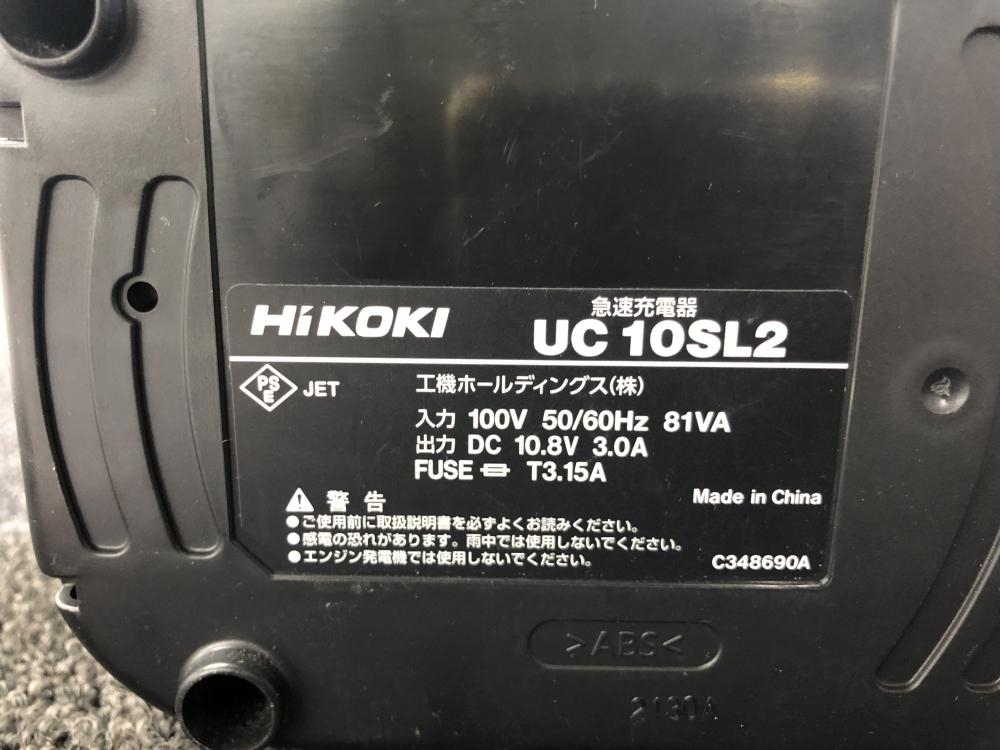 HiKOKI
急速充電器
UC 10SL2
PSE JET
工機ホールディングス(株)
入力 100V 50/60Hz 81VA
出力 DC 10.8V 3.0A
FUSE T3.15A
警告
Made in China
●ご使用前に取扱説明書を必ずよくお読みください。
●感電の恐れがあります。雨中では使用しないでください。
●エンジン発電機では使用しないでください。
C348690A
>ABS<
2130A